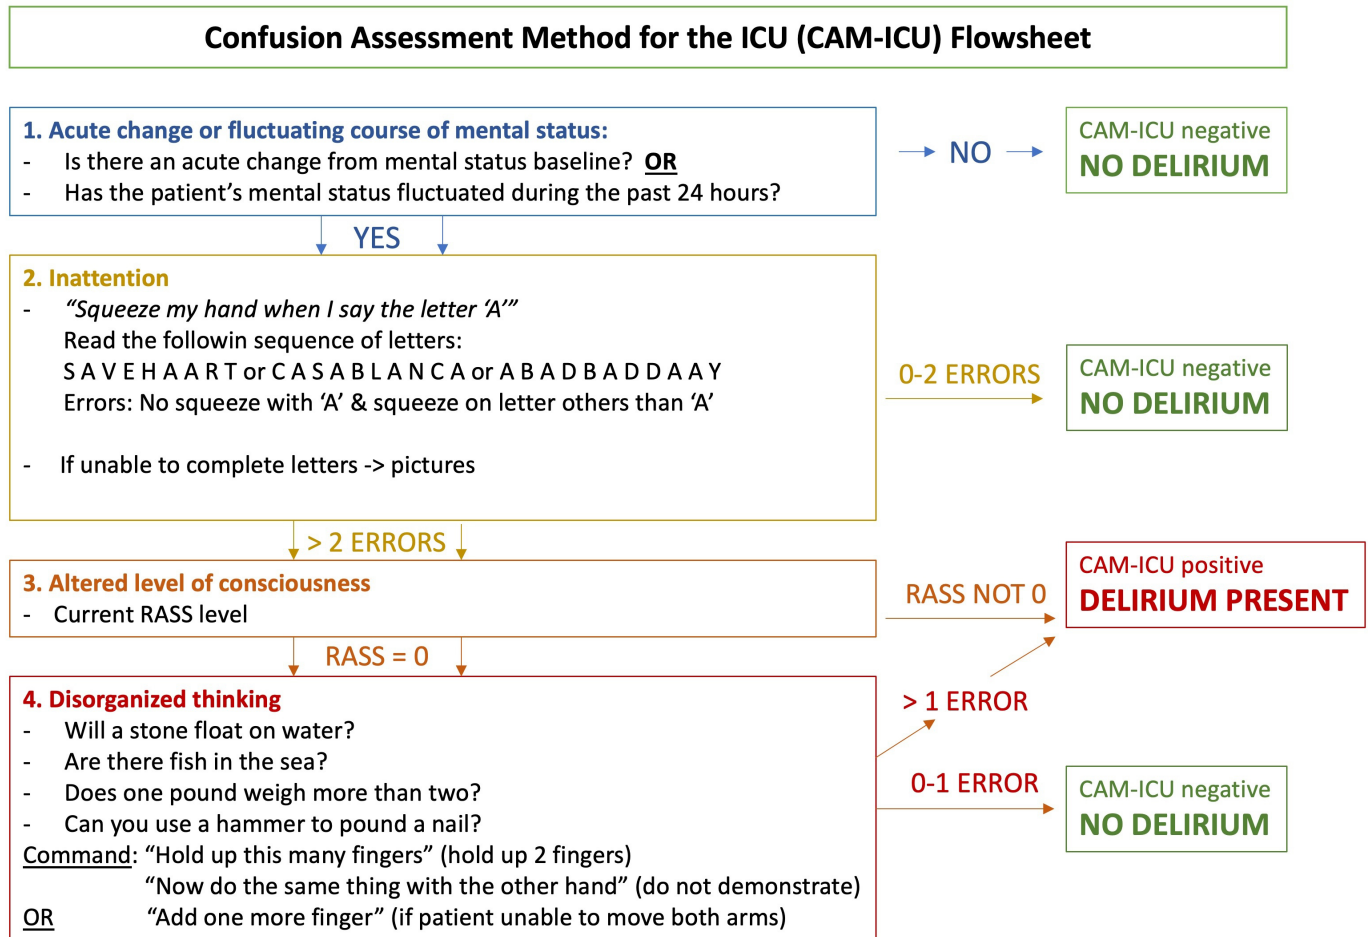 Confusion Assessment Method for the ICU (CAM-ICU) Flowsheet
1. Acute change or fluctuating course of mental status:
- Is there an acute change from mental status baseline? OR
- Has the patient's mental status fluctuated during the past 24 hours?
NO
CAM-ICU negative
NO DELIRIUM
YES
2. Inattention
- “Squeeze my hand when I say the letter ‘A’”
Read the followin sequence of letters:
S A V E H A A R T or C A S A B L A N C A or A B A D B A D D A A Y
Errors: No squeeze with ‘A’ & squeeze on letter others than ‘A’
- If unable to complete letters -> pictures
0-2 ERRORS
CAM-ICU negative
NO DELIRIUM
> 2 ERRORS
3. Altered level of consciousness
- Current RASS level
RASS NOT 0
CAM-ICU positive
DELIRIUM PRESENT
RASS = 0
4. Disorganized thinking
- Will a stone float on water?
- Are there fish in the sea?
- Does one pound weigh more than two?
- Can you use a hammer to pound a nail?
Command: “Hold up this many fingers” (hold up 2 fingers)
“Now do the same thing with the other hand” (do not demonstrate)
OR “Add one more finger” (if patient unable to move both arms)
> 1 ERROR
0-1 ERROR
CAM-ICU negative
NO DELIRIUM